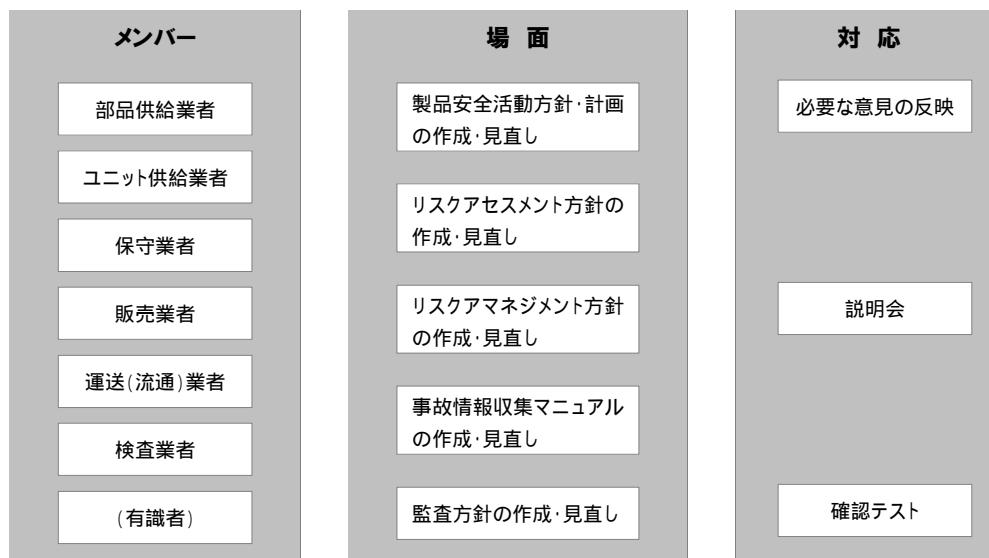 メンバー
部品供給業者
ユニット供給業者
保守業者
販売業者
運送(流通)業者
検査業者
(有識者)
場 面
製品安全活動方針・計画
の作成・見直し
リスクアセスメント方針の
作成・見直し
リスクアマネジメント方針
の作成・見直し
事故情報収集マニュアル
の作成・見直し
監査方針の作成・見直し
対 応
必要な意見の反映
説明会
確認テスト